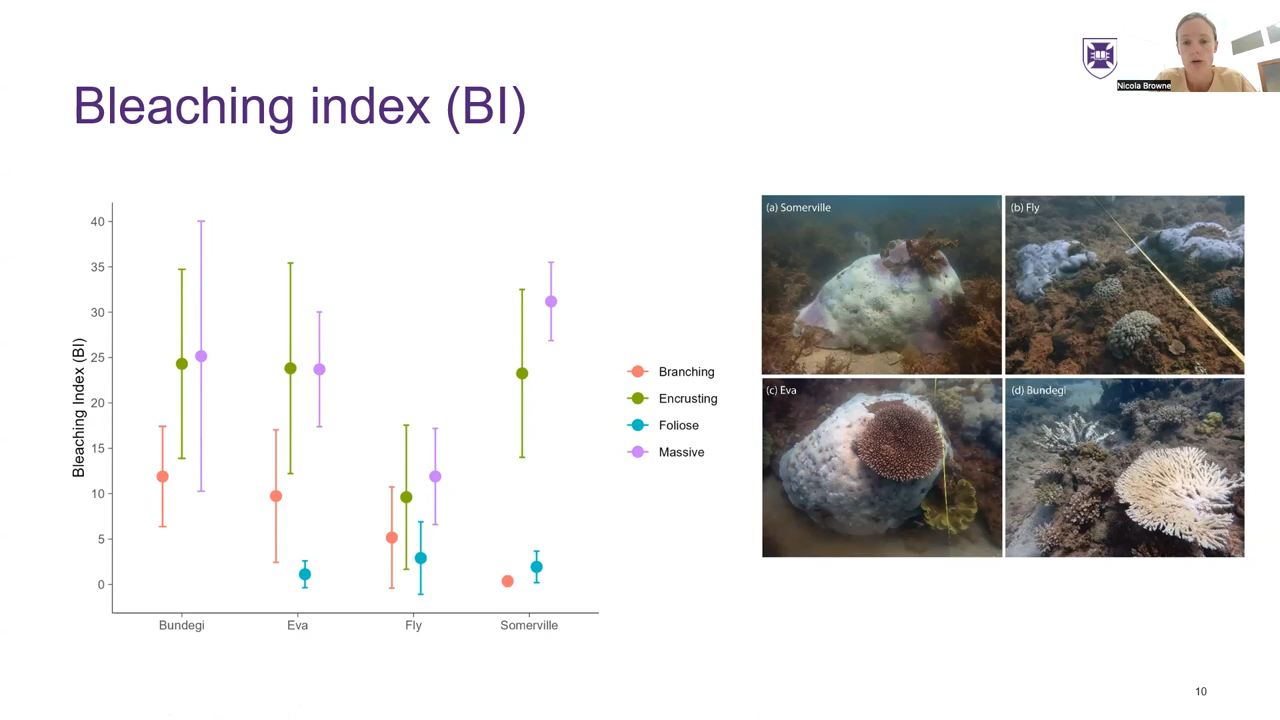 Nicola Browne
Bleaching index (BI)
Bleaching Index (BI)
40
35
30
25
20
15
10
5
0
Bundegi
Eva
Fly
Somerville
Branching
Encrusting
Foliose
Massive
(a) Somerville
(b) Fly
(c) Eva
(d) Bundegi
10